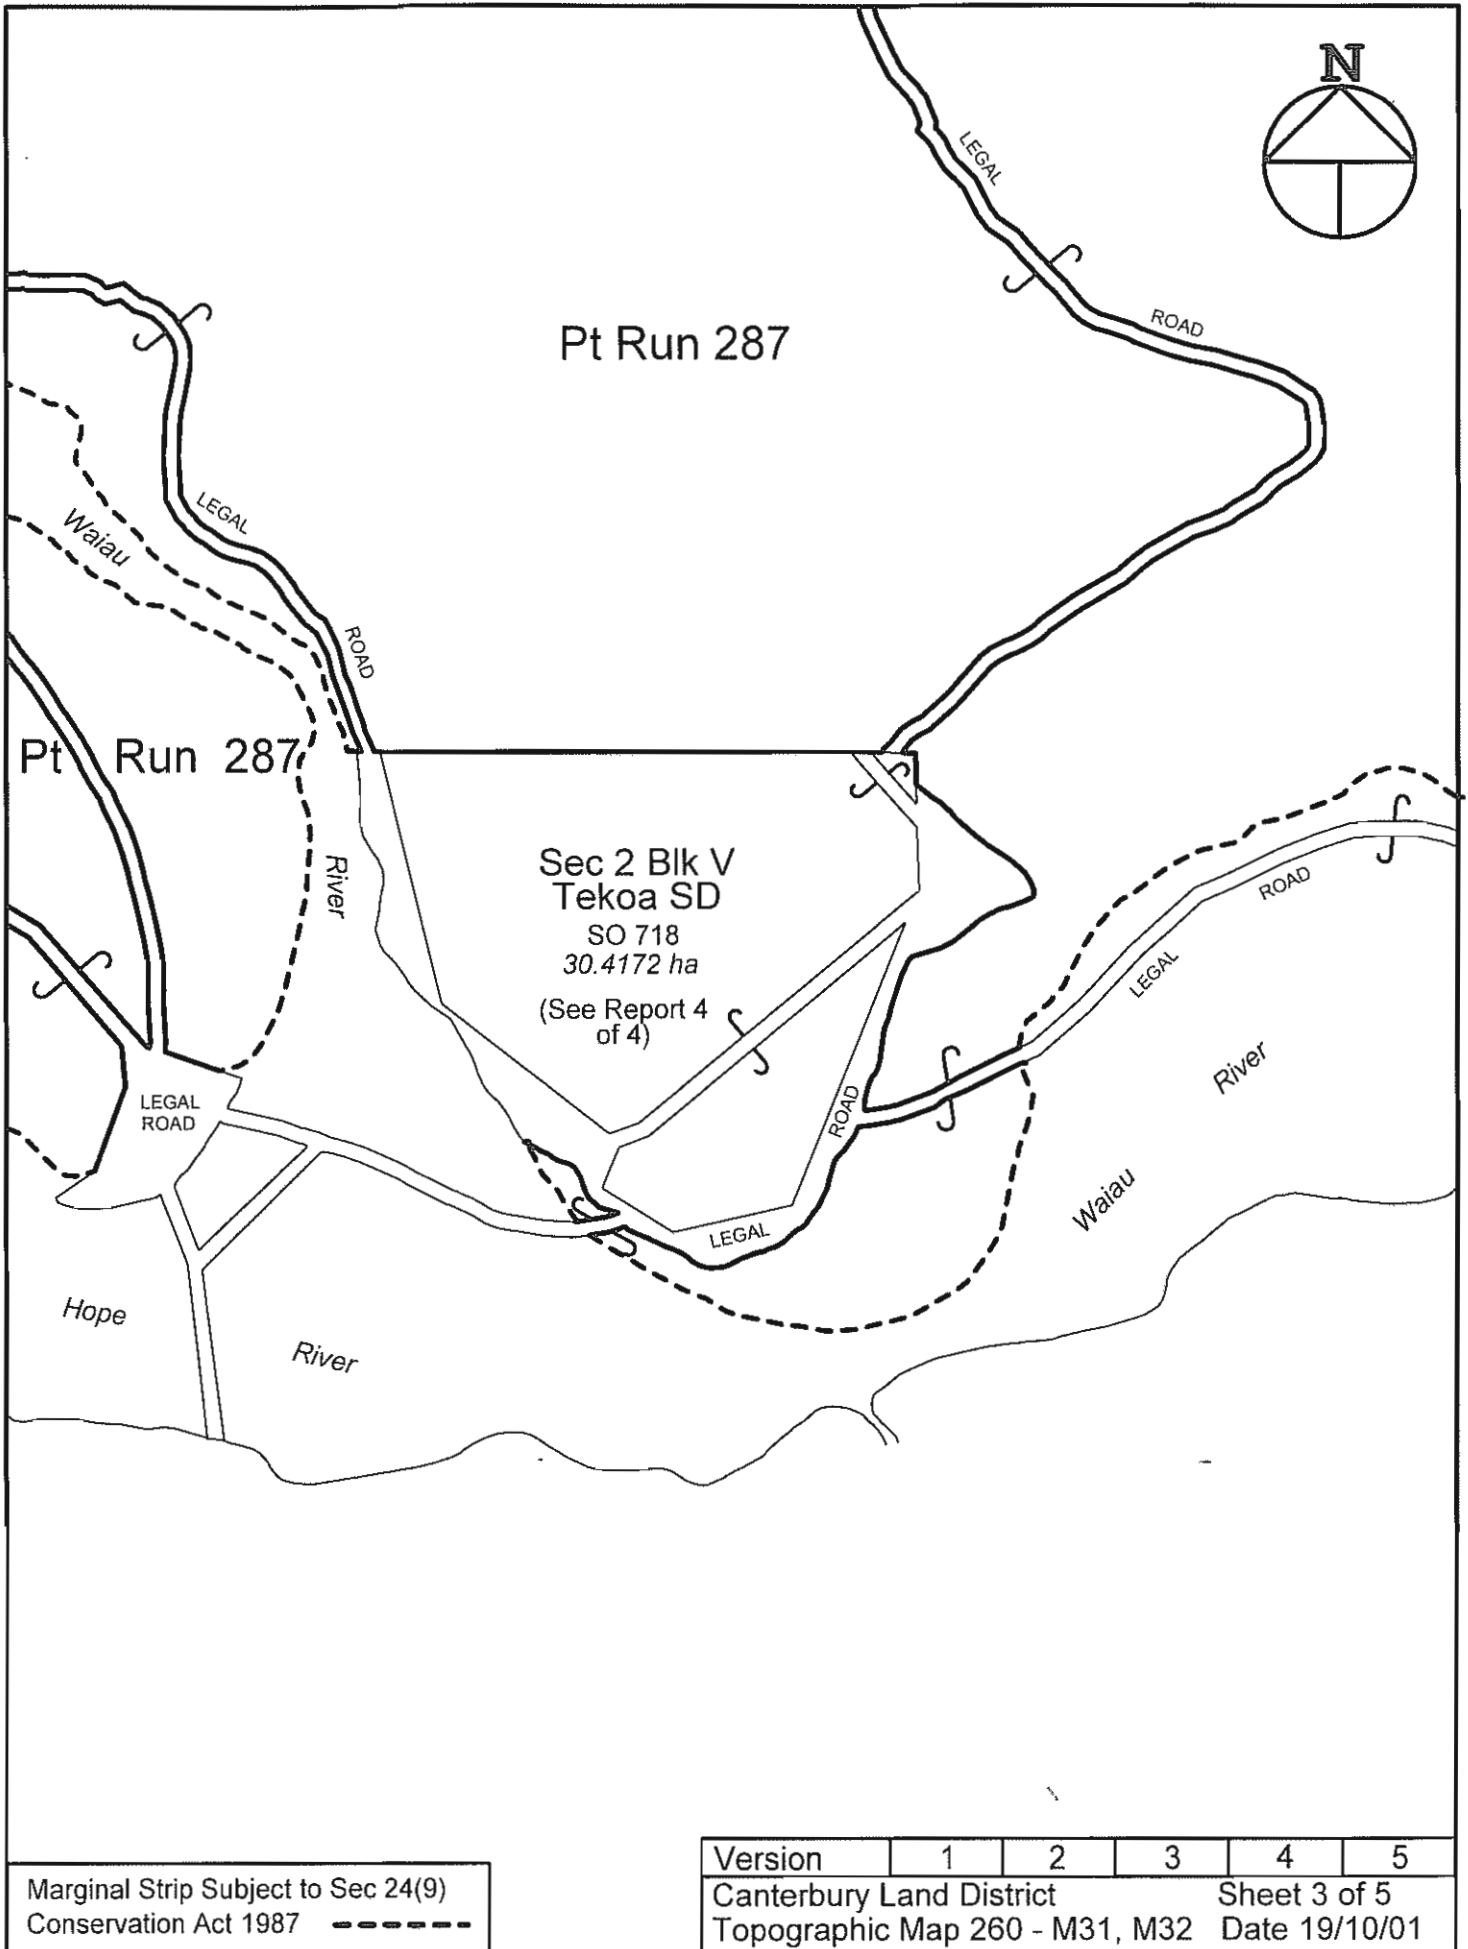 N
LEGAL
ROAD
Pt Run 287
LEGAL
ROAD
Waiau
River
Pt Run 287
Sec 2 Blk V
Tekoa SD
SO 718
30.4172 ha
(See Report 4
of 4)
ROAD
LEGAL
LEGAL
ROAD
River
Waiau
LEGAL
ROAD
Hope
River
Marginal Strip Subject to Sec 24(9)
Conservation Act 1987
Version 1 2 3 4 5
Canterbury Land District Sheet 3 of 5
Topographic Map 260 - M31, M32 Date 19/10/01